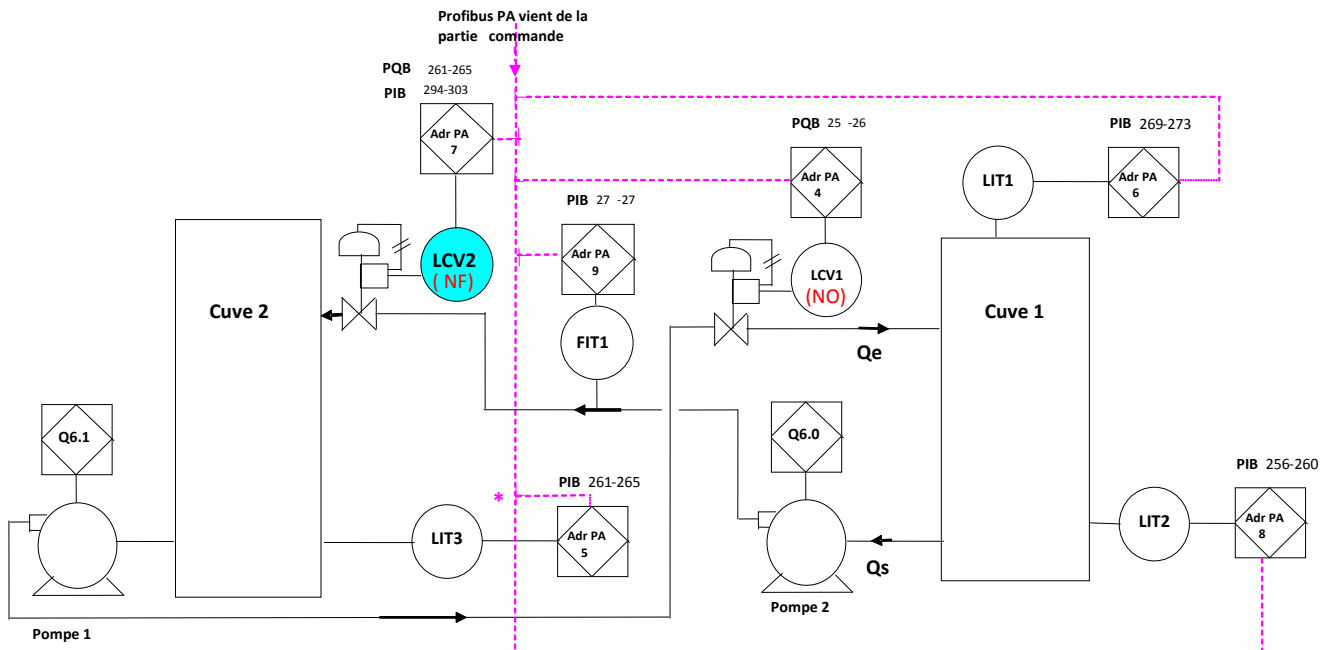 Profibus PA vient de la
partie commande
PQB 261-265
PIB 294-303
Adr PA
7
PQB 25 -26
Adr PA
4
PIB 269-273
LIT1
Adr PA
6
PIB 27 -27
Adr PA
9
LCV2
( NF)
LCV1
(NO)
Cuve 2
Cuve 1
FIT1
Qe
Q6.1
Q6.0
PIB 256-260
PIB 261-265
*
LIT3
Adr PA
5
LIT2
Adr PA
8
Qs
Pompe 2
Pompe 1